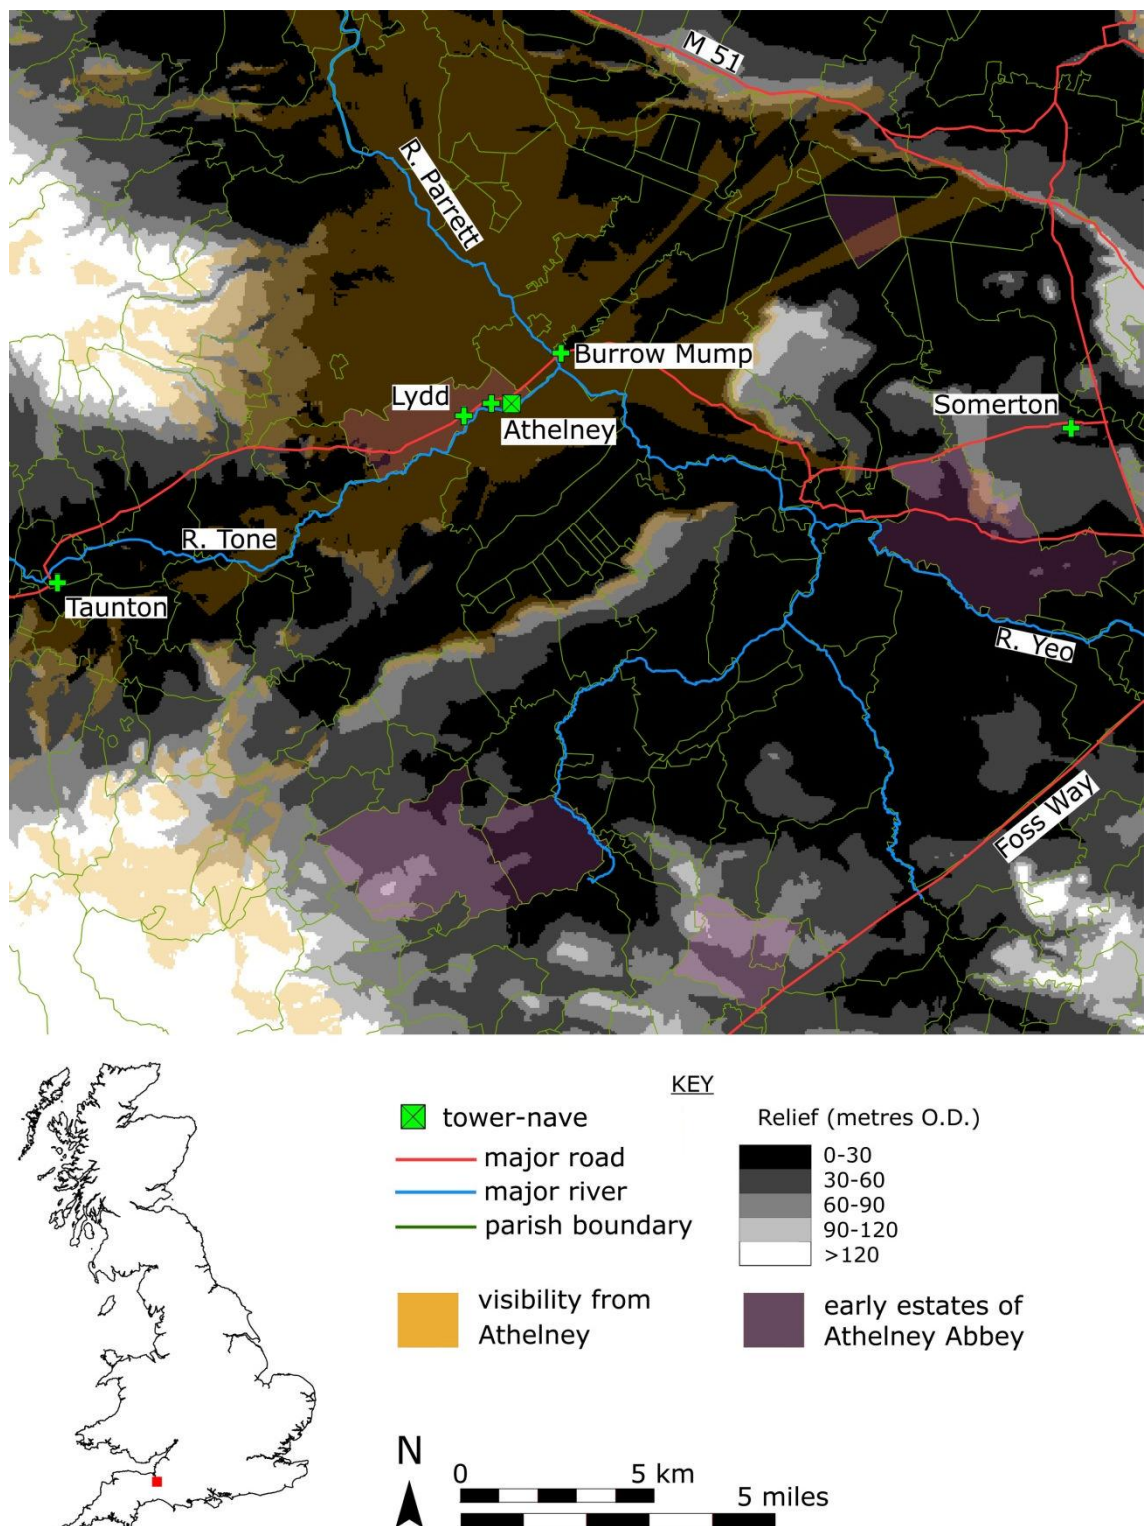 M 51
R. Parrett
Burrow Mump
Lydd
Athelney
Somerton
R. Tone
Taunton
R. Yeo
Foss Way
KEY
tower-nave
major road
major river
parish boundary
visibility from
Athelney
Relief (metres O.D.)
0-30
30-60
60-90
90-120
>120
early estates of
Athelney Abbey
N
0 5 km
5 miles